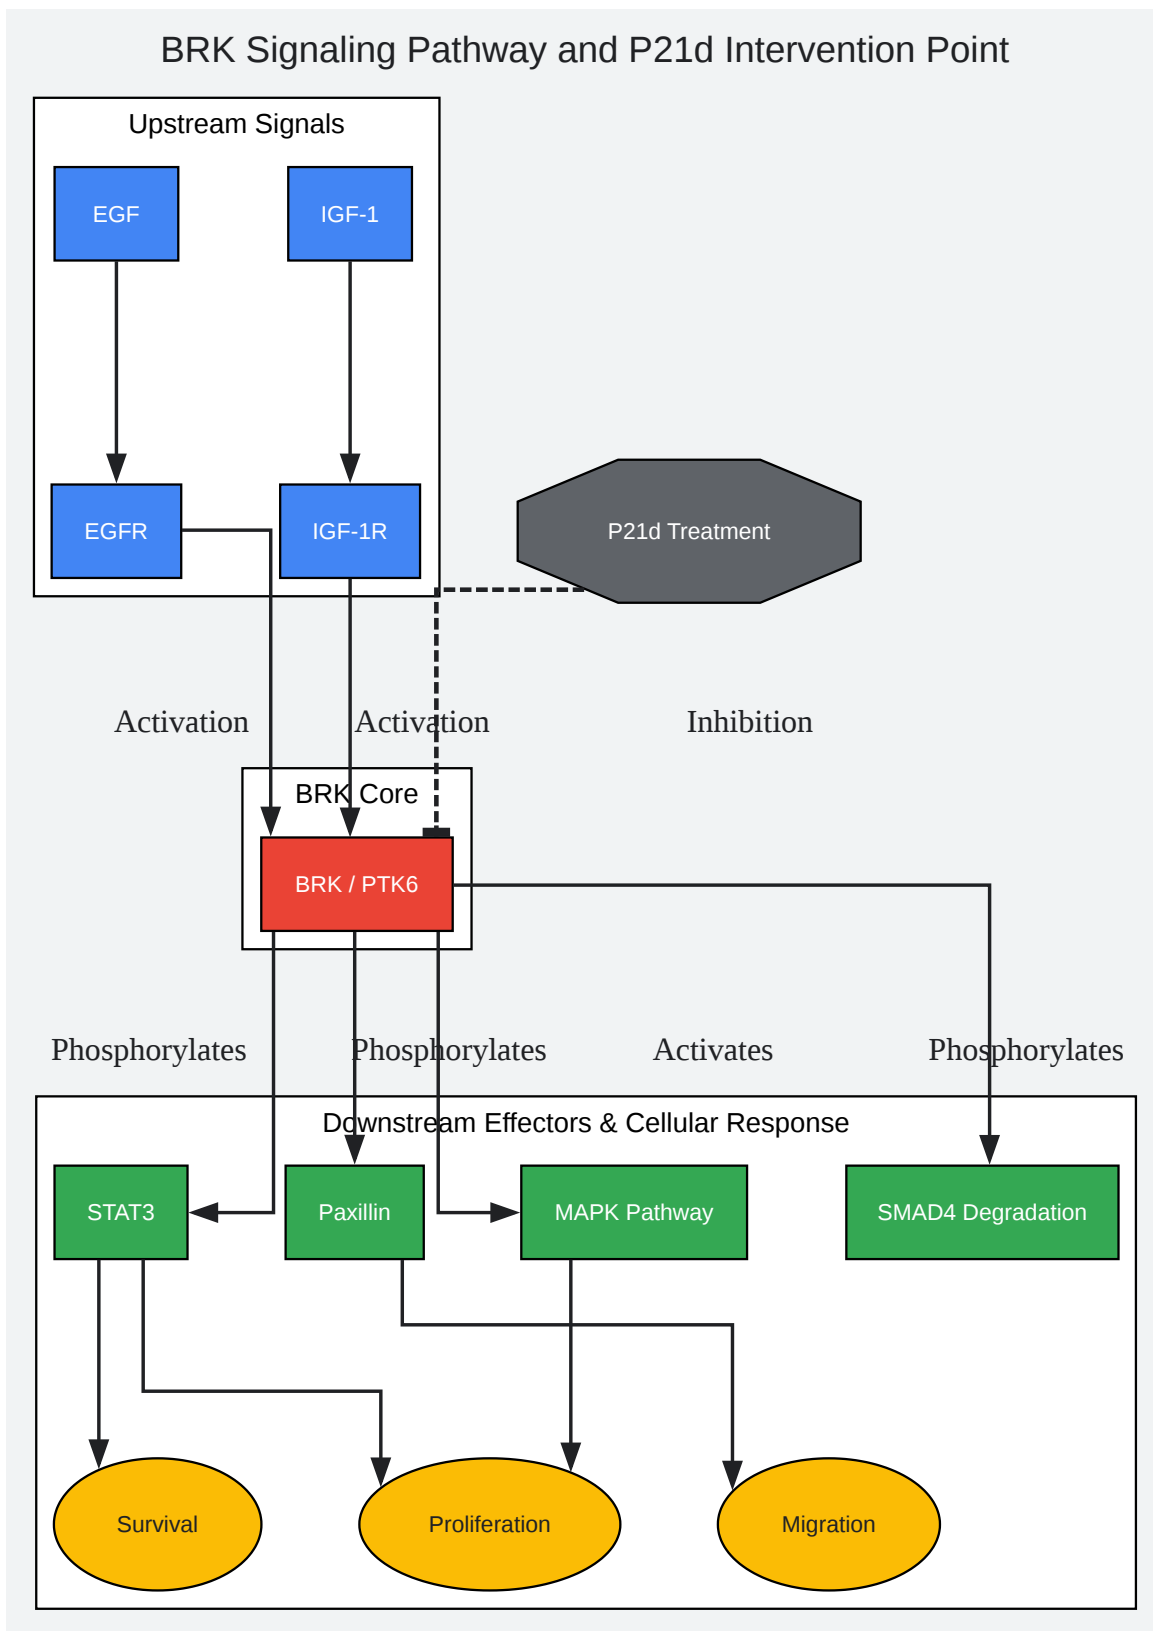 BRK Signaling Pathway and P21d Intervention Point
Upstream Signals
EGF
IGF-1
EGFR
IGF-1R
P21d Treatment
Activation
Activation
Inhibition
BRK Core
BRK / PTK6
Phosphorylates
Phosphorylates
Activates
Phosphorylates
Downstream Effectors & Cellular Response
STAT3
Paxillin
MAPK Pathway
SMAD4 Degradation
Survival
Proliferation
Migration